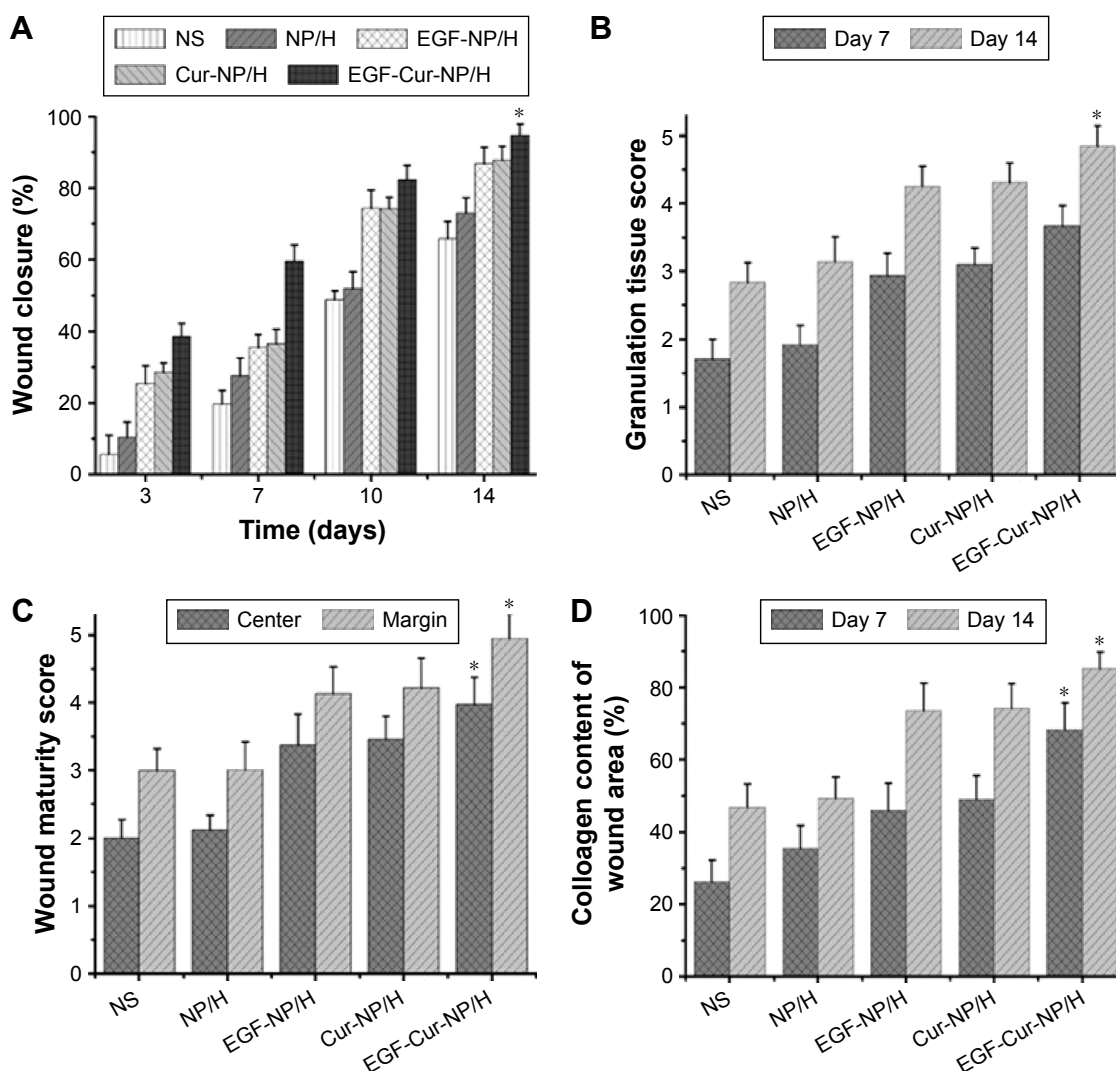 A
NS NP/H EGF-NP/H
Cur-NP/H EGF-Cur-NP/H
Wound closure (%)
100
80
60
40
20
0
*
3 7 10 14
Time (days)
B
Day 7 Day 14
Granulation tissue score
5
4
3
2
1
0
*
NS NP/H EGF-NP/H Cur-NP/H EGF-Cur-NP/H
C
Center Margin
Wound maturity score
5
4
3
2
1
0
* *
NS NP/H EGF-NP/H Cur-NP/H EGF-Cur-NP/H
D
Day 7 Day 14
Colloagen content of
wound area (%)
100
80
60
40
20
0
* *
NS NP/H EGF-NP/H Cur-NP/H EGF-Cur-NP/H